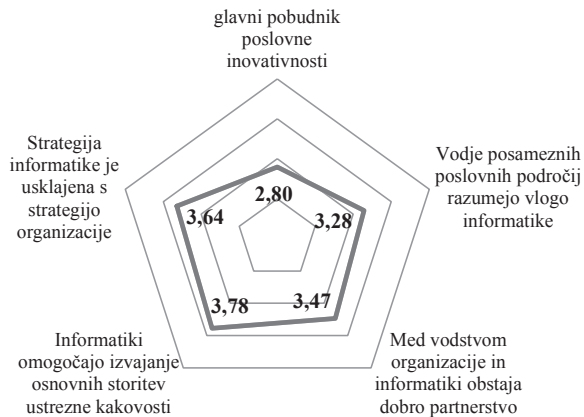 glavni pobudnik
poslovne
inovativnosti
Strategija
informatike je
usklajena s
strategijo
organizacije
Vodje posameznih
poslovnih področij
razumejo vlogo
informatike
2,80
3,64
3,28
3,78
3,47
Informatiki
omogočajo izvajanje
osnovnih storitev
ustrezne kakovosti
Med vodstvom
organizacije in
informatiki obstaja
dobro partnerstvo